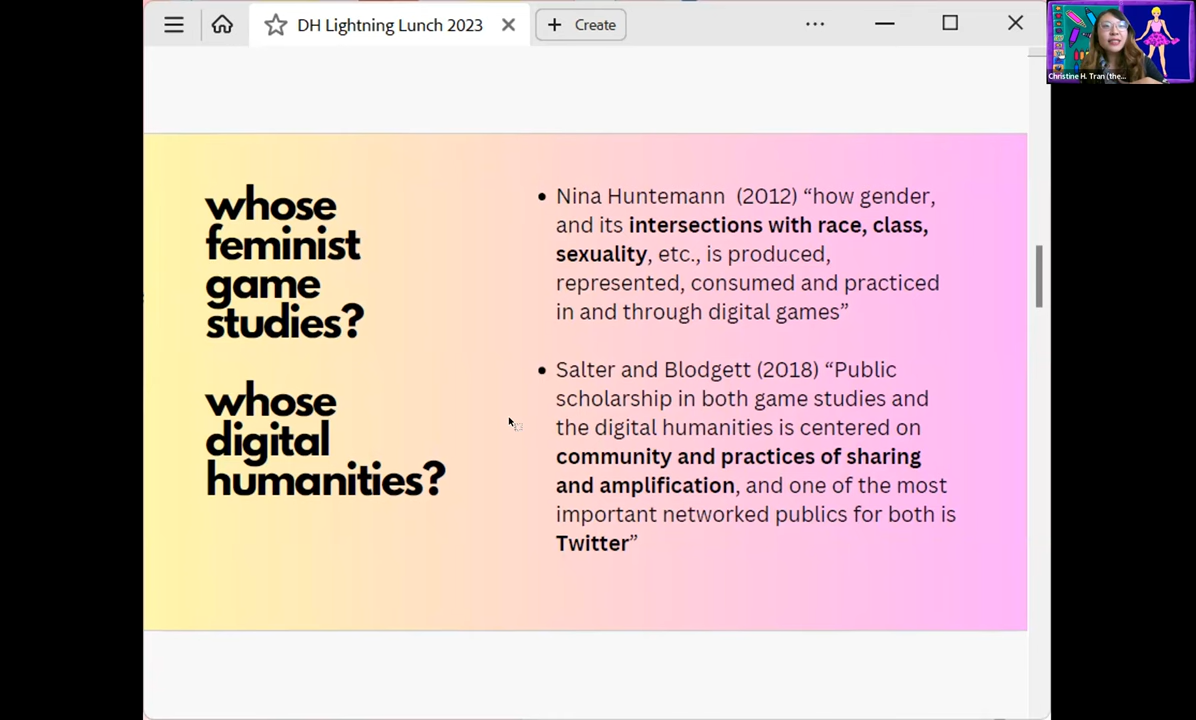 DH Lightning Lunch 2023
Create
Christine H. Tran (the...
whose
feminist
game
studies?
whose
digital
humanities?
Nina Huntemann (2012) “how gender,
and its intersections with race, class,
sexuality, etc., is produced,
represented, consumed and practiced
in and through digital games”
Salter and Blodgett (2018) “Public
scholarship in both game studies and
the digital humanities is centered on
community and practices of sharing
and amplification, and one of the most
important networked publics for both is
Twitter”